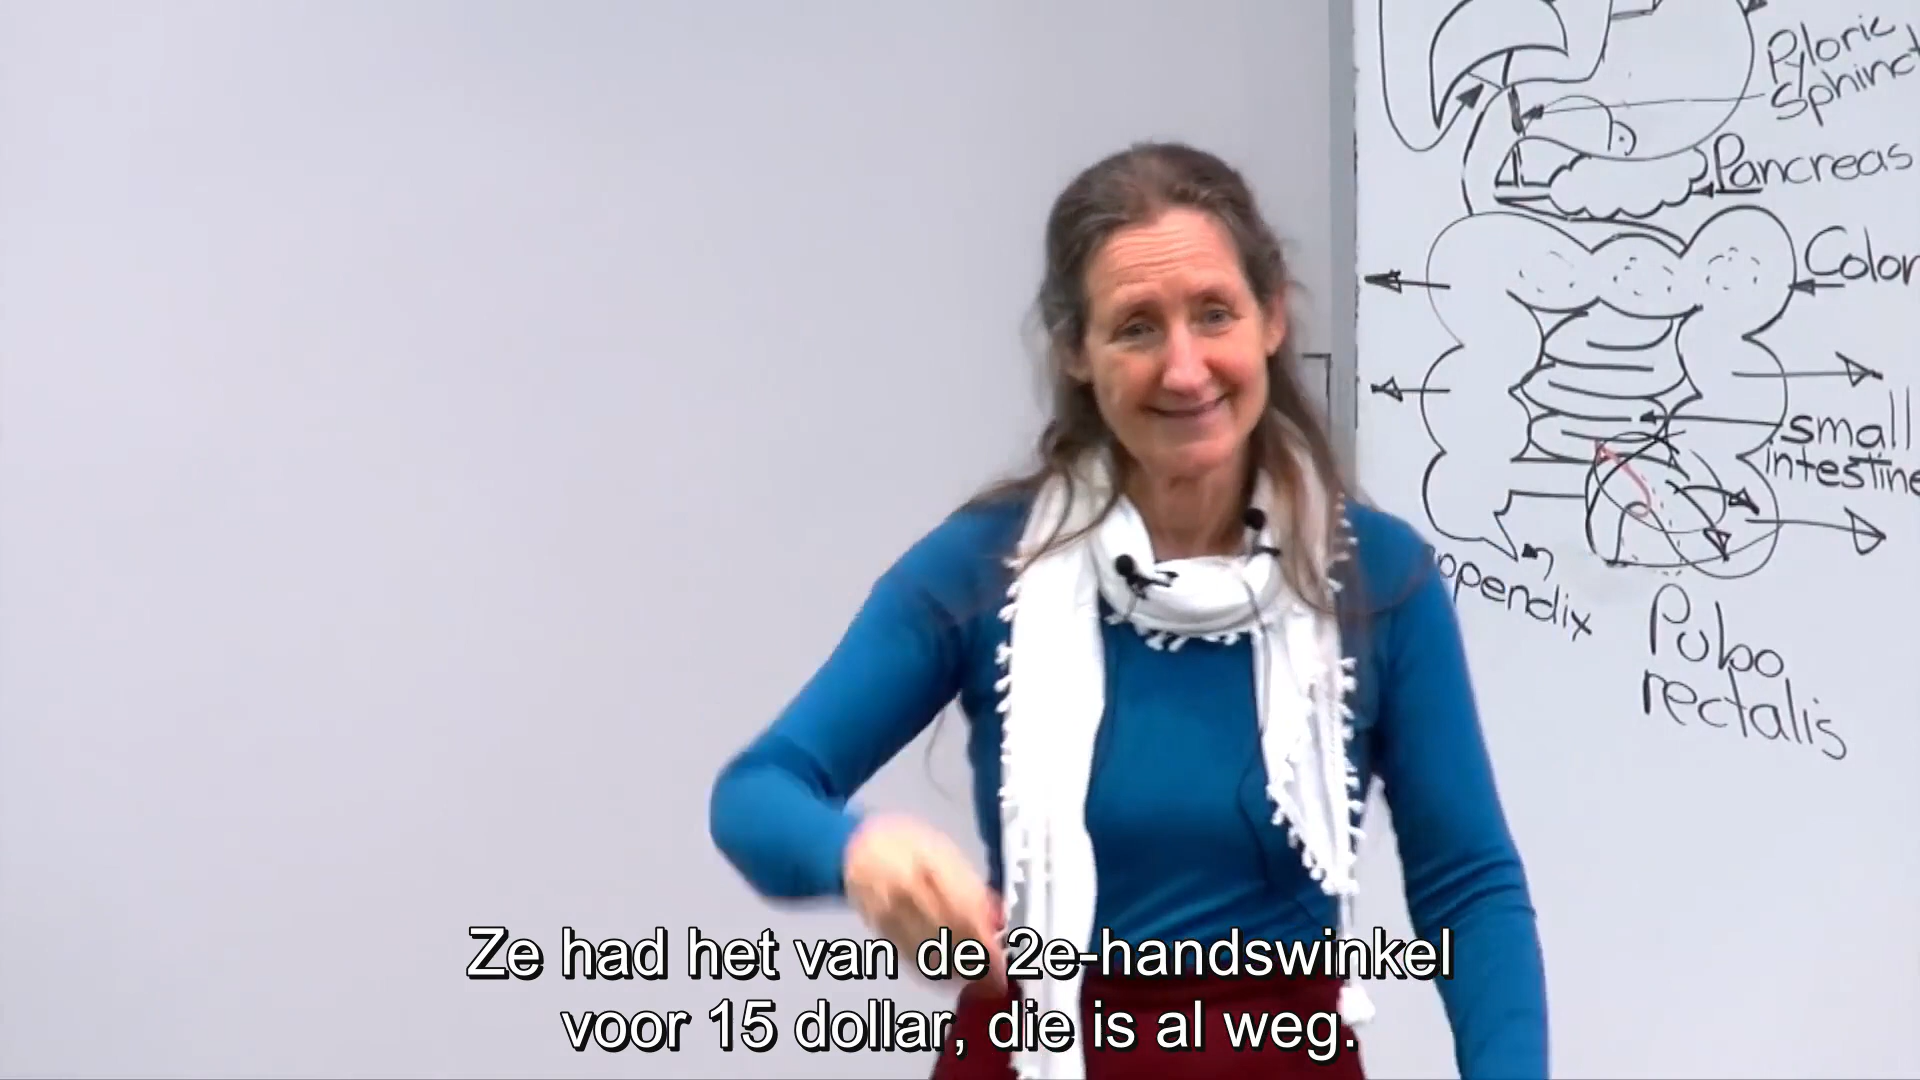 Pyloric
Sphinct
Pancreas
Colon
small
intestine
ppendix
Pubo
rectalis
Ze had het van de 2e-handswinkel
voor 15 dollar, die is al weg.